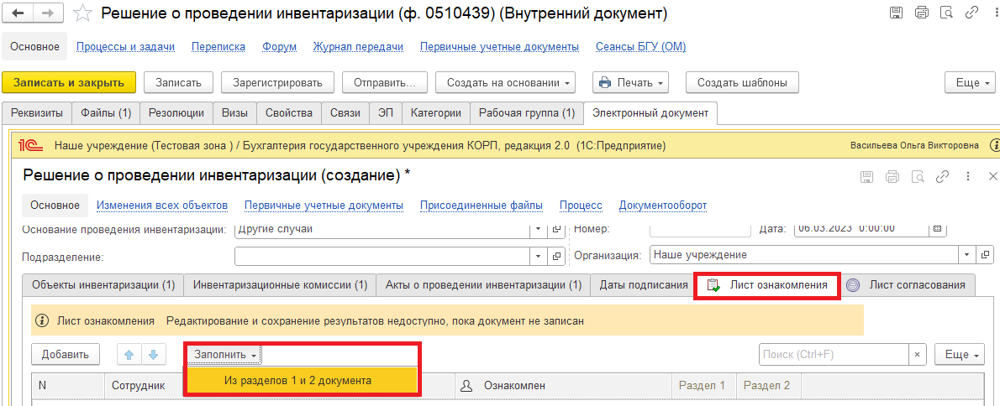 Решение о проведении инвентаризации (ф. 0510439) (Внутренний документ)
Основное Процессы и задачи Переписка Форум Журнал передачи Первичные учетные документы Сеансы БГУ (ОМ)
Записать и закрыть Записать Зарегистрировать Отправить... Создать на основании Печать Создать шаблоны Еще
Реквизиты Файлы (1) Резолюции Визы Свойства Связи ЭП Категории Рабочая группа (1) Электронный документ
1С Наше учреждение (Тестовая зона ) / Бухгалтерия государственного учреждения КОРП, редакция 2.0 (1С:Предприятие) Васильева Ольга Викторовна
Решение о проведении инвентаризации (создание) *
Основное Изменения всех объектов Первичные учетные документы Присоединенные файлы Процесс Документооборот
Основание проведения инвентаризации: Другие случаи Номер: Дата: 06.03.2023 0:00:00
Подразделение: Организация: Наше учреждение
Объекты инвентаризации (1) Инвентаризационные комиссии (1) Акты о проведении инвентаризации (1) Даты подписания Лист ознакомления Лист согласования
Лист ознакомления Редактирование и сохранение результатов недоступно, пока документ не записан
Добавить Заполнить Поиск (Ctrl+F) × Еще
Из разделов 1 и 2 документа
N Сотрудник Ознакомлен Раздел 1 Раздел 2